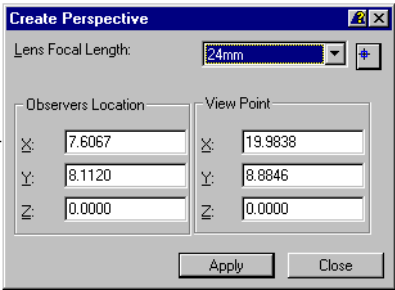 Create Perspective
Lens Focal Length: 24mm
Observers Location View Point
X: 7.6067 X: 19.9838
Y: 8.1120 Y: 8.8846
Z: 0.0000 Z: 0.0000
Apply Close